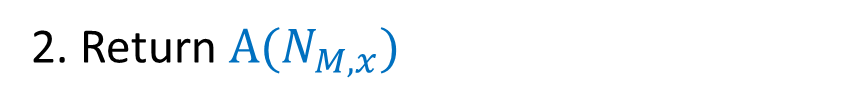 2. Return A(N_{M,x})